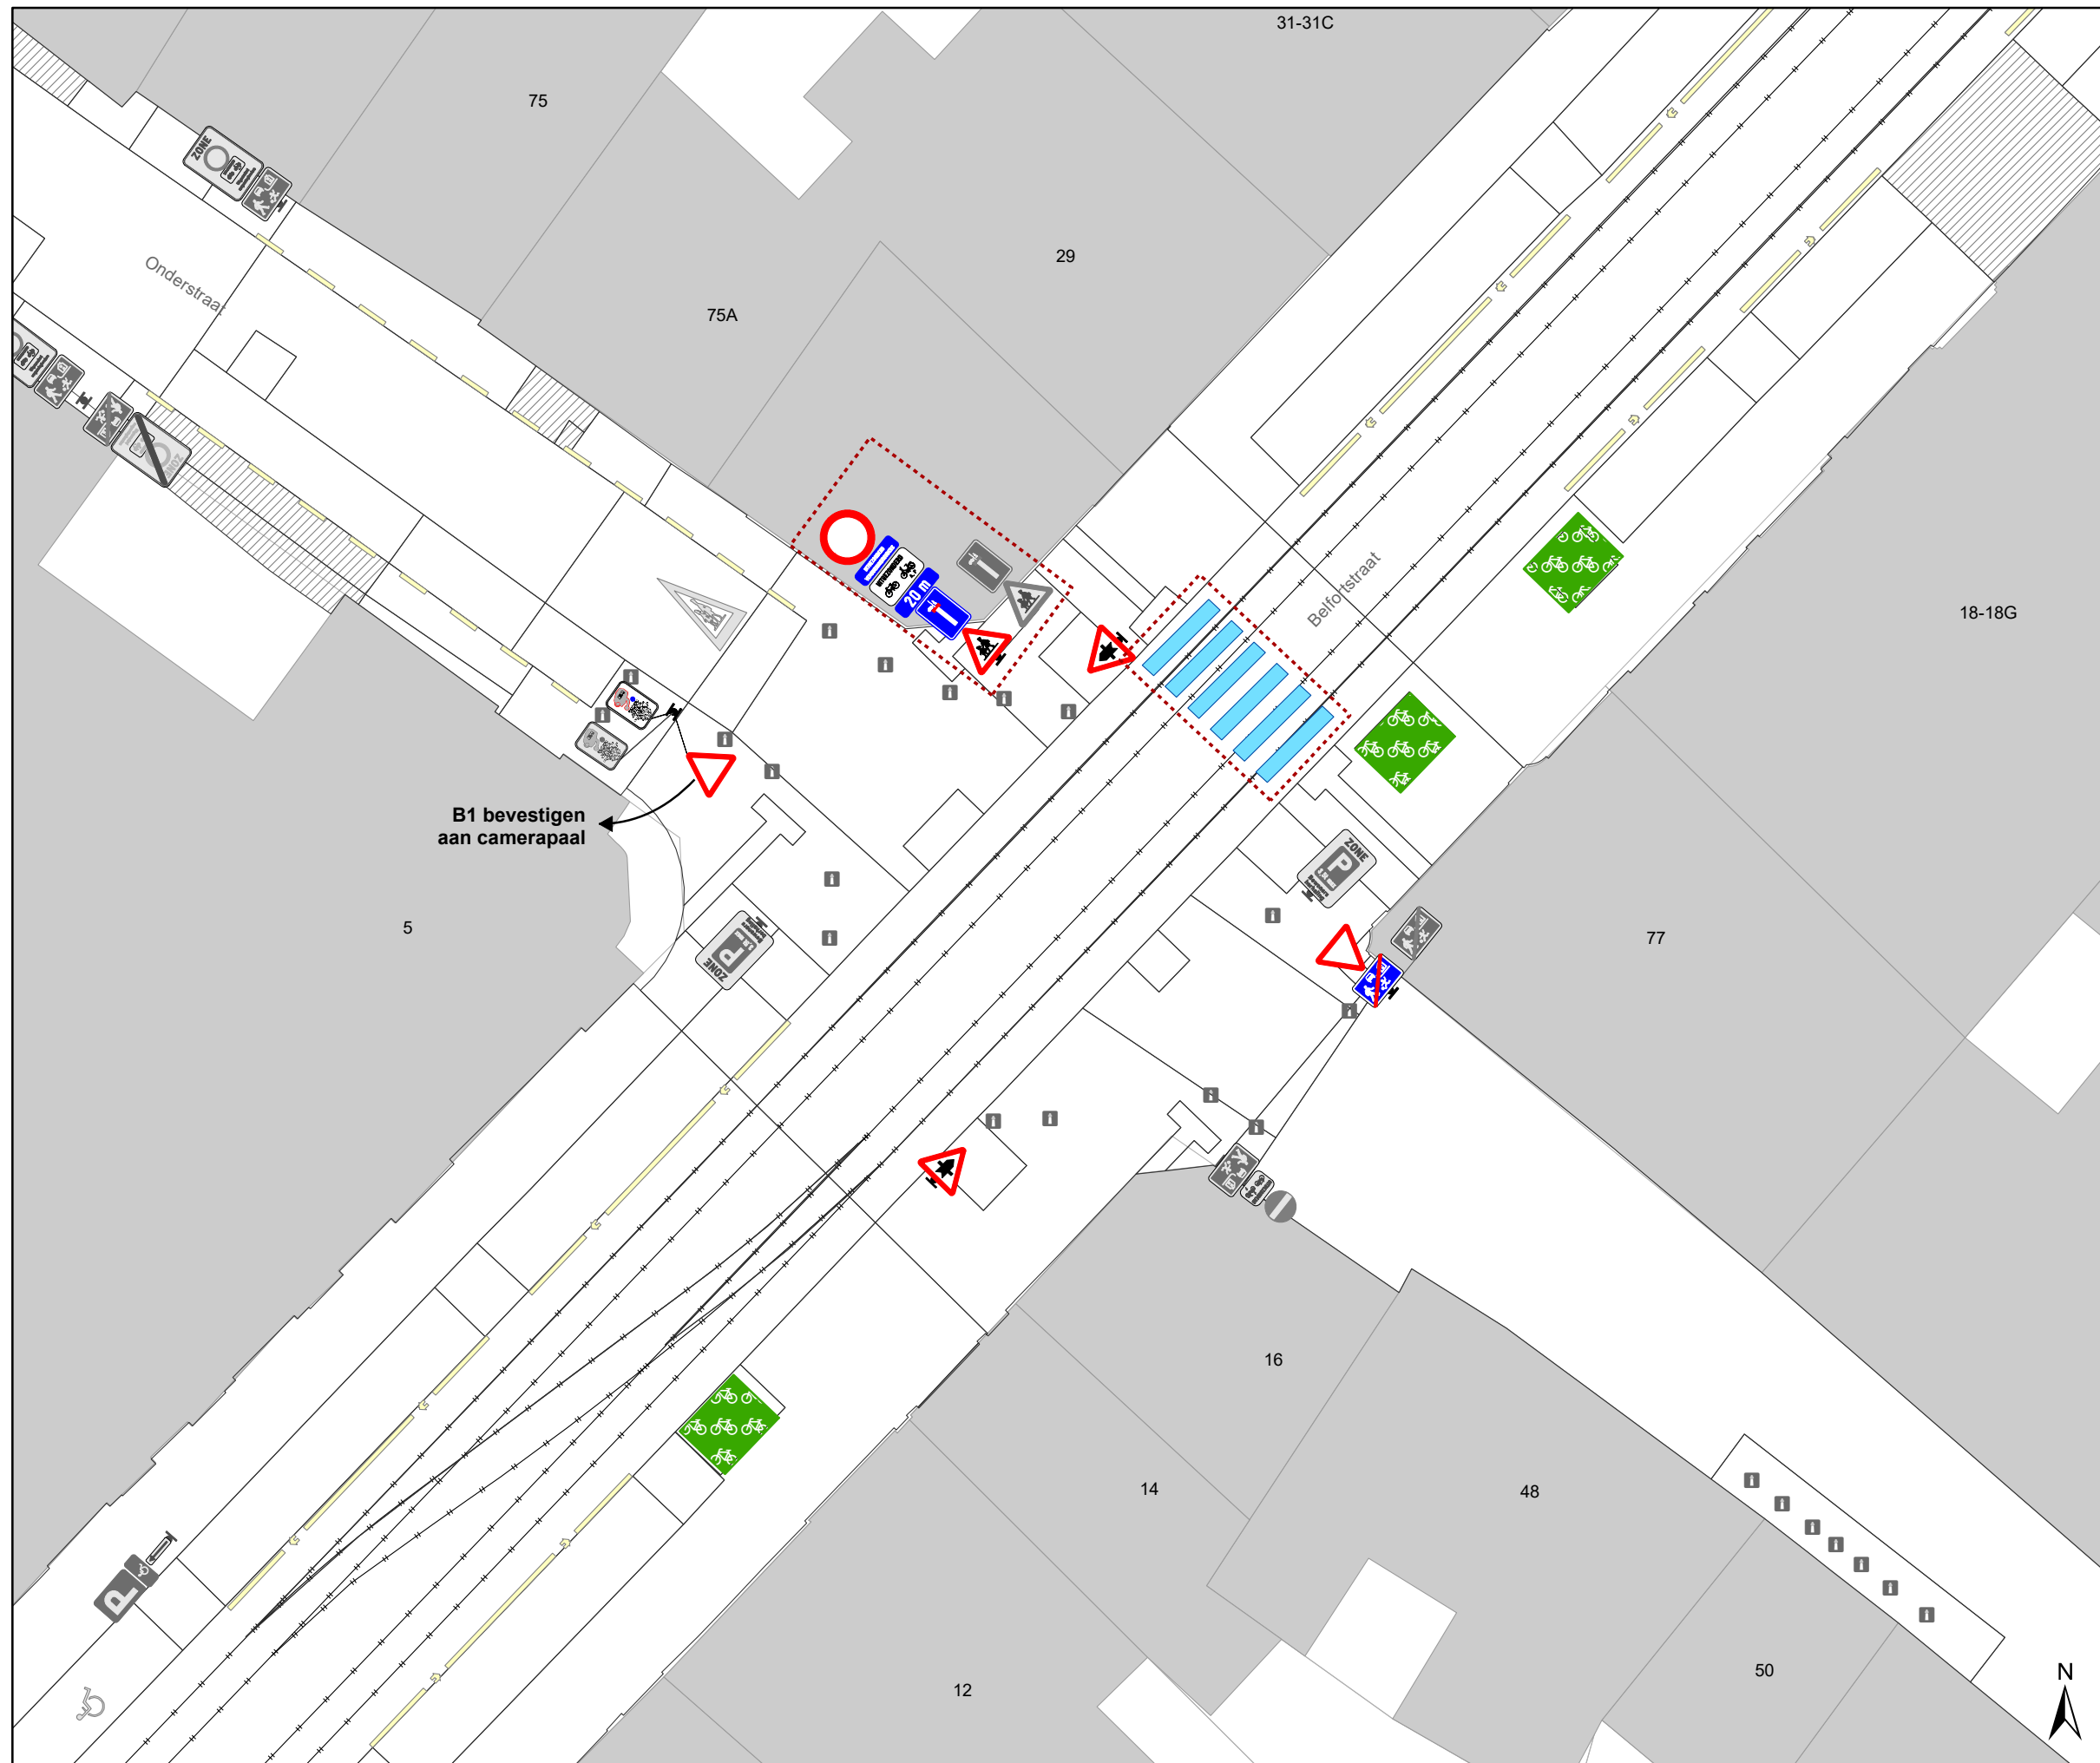 31-31C
75
ZONE
29
Onderstraat
75A
20 m
Belfortstraat
18-18G
ZONE
B1 bevestigen
aan camerapaal
ZONE
P
5
77
P
ZONE
16
14
48
P
50
12
N